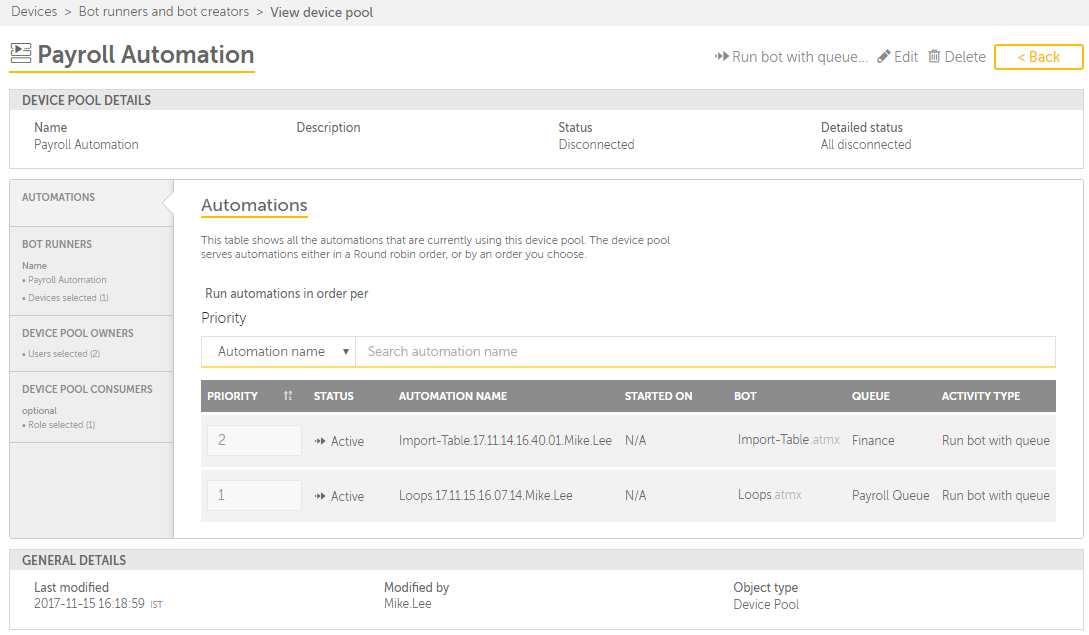 Devices > Bot runners and bot creators > View device pool
Payroll Automation
Run bot with queue... Edit Delete < Back
DEVICE POOL DETAILS
Name Description Status Detailed status
Payroll Automation Disconnected All disconnected
AUTOMATIONS
BOT RUNNERS
Name
• Payroll Automation
• Devices selected (1)
DEVICE POOL OWNERS
• Users selected (2)
DEVICE POOL CONSUMERS
optional
• Role selected (1)
Automations
This table shows all the automations that are currently using this device pool. The device pool
serves automations either in a Round robin order, or by an order you choose.
Run automations in order per
Priority
Automation name ▼ Search automation name
PRIORITY STATUS AUTOMATION NAME STARTED ON BOT QUEUE ACTIVITY TYPE
2 Active Import-Table.17.11.14.16.40.01.Mike.Lee N/A Import-Table.atmx Finance Run bot with queue
1 Active Loops.17.11.15.16.07.14.Mike.Lee N/A Loops.atmx Payroll Queue Run bot with queue
GENERAL DETAILS
Last modified Modified by Object type
2017-11-15 16:18:59 IST Mike.Lee Device Pool